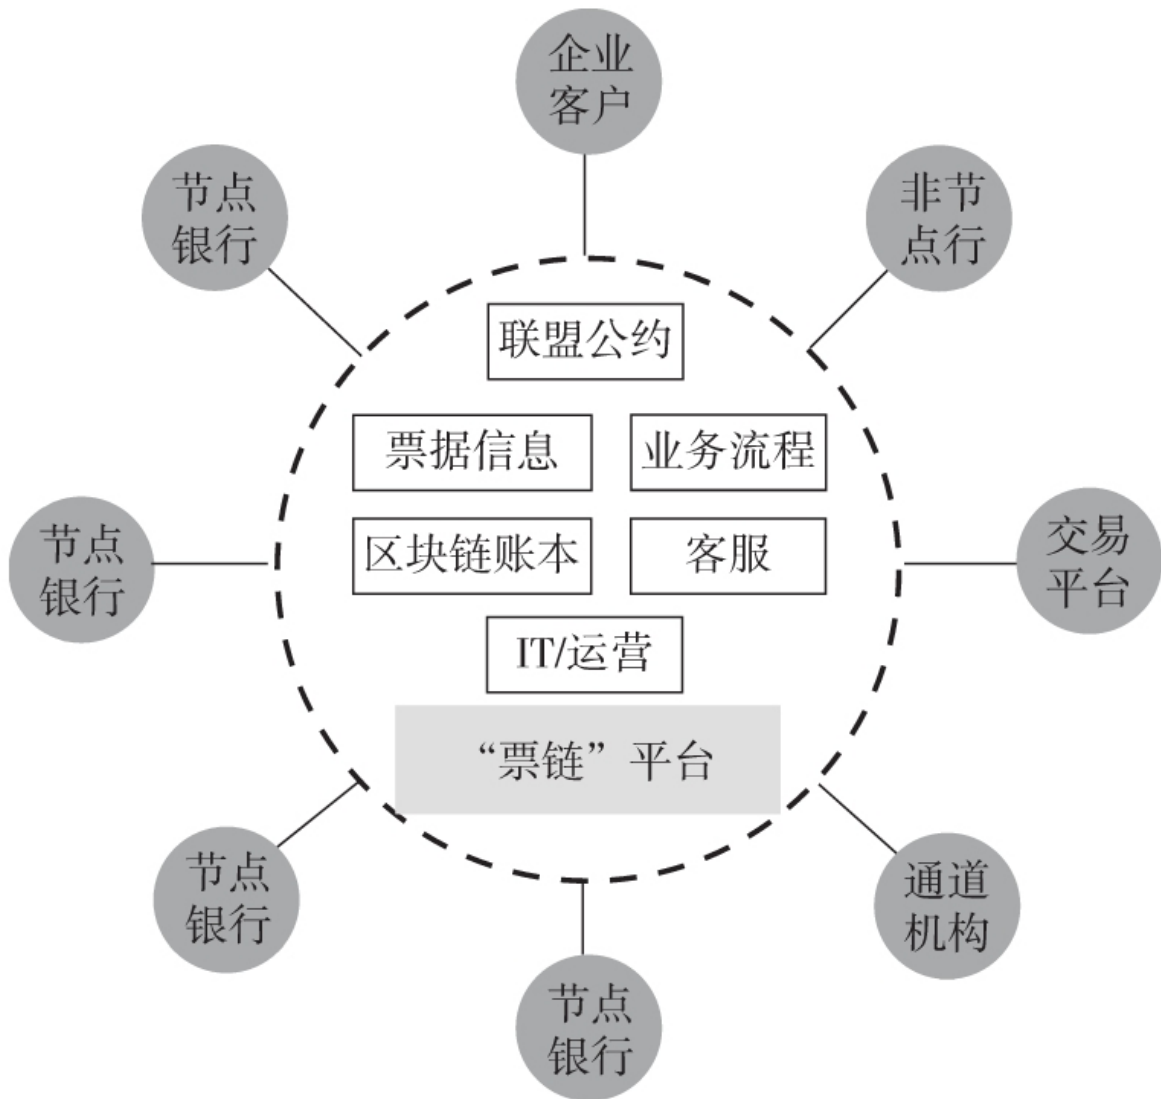 企业
客户
节点
银行
非节
点行
联盟公约
票据信息
业务流程
节点
银行
区块链账本
客服
交易
平台
IT/运营
“票链”平台
节点
银行
通道
机构
节点
银行